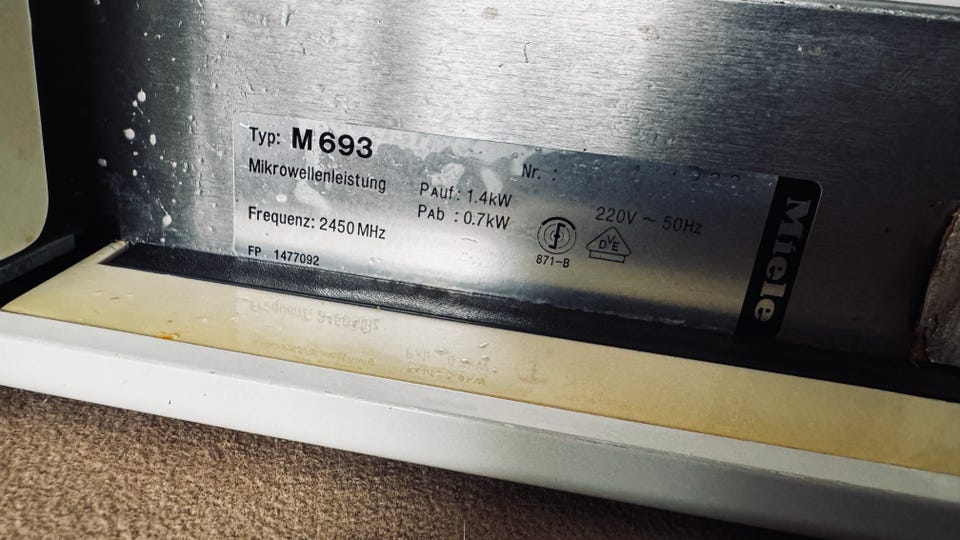 Typ: M 693
Mikrowellenleistung
Frequenz: 2450 MHz
FP 1477092
PAuf : 1.4kW
PAb : 0.7kW
Nr. :
220V ~ 50Hz
871-B
DVE
Miele